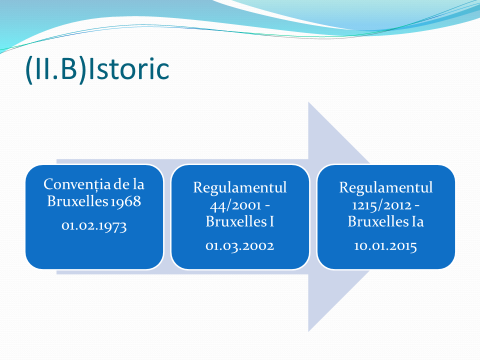 (II.B)Istoric
Convenția de la
Bruxelles 1968
01.02.1973
Regulamentul
44/2001 -
Bruxelles I
01.03.2002
Regulamentul
1215/2012 -
Bruxelles Ia
10.01.2015